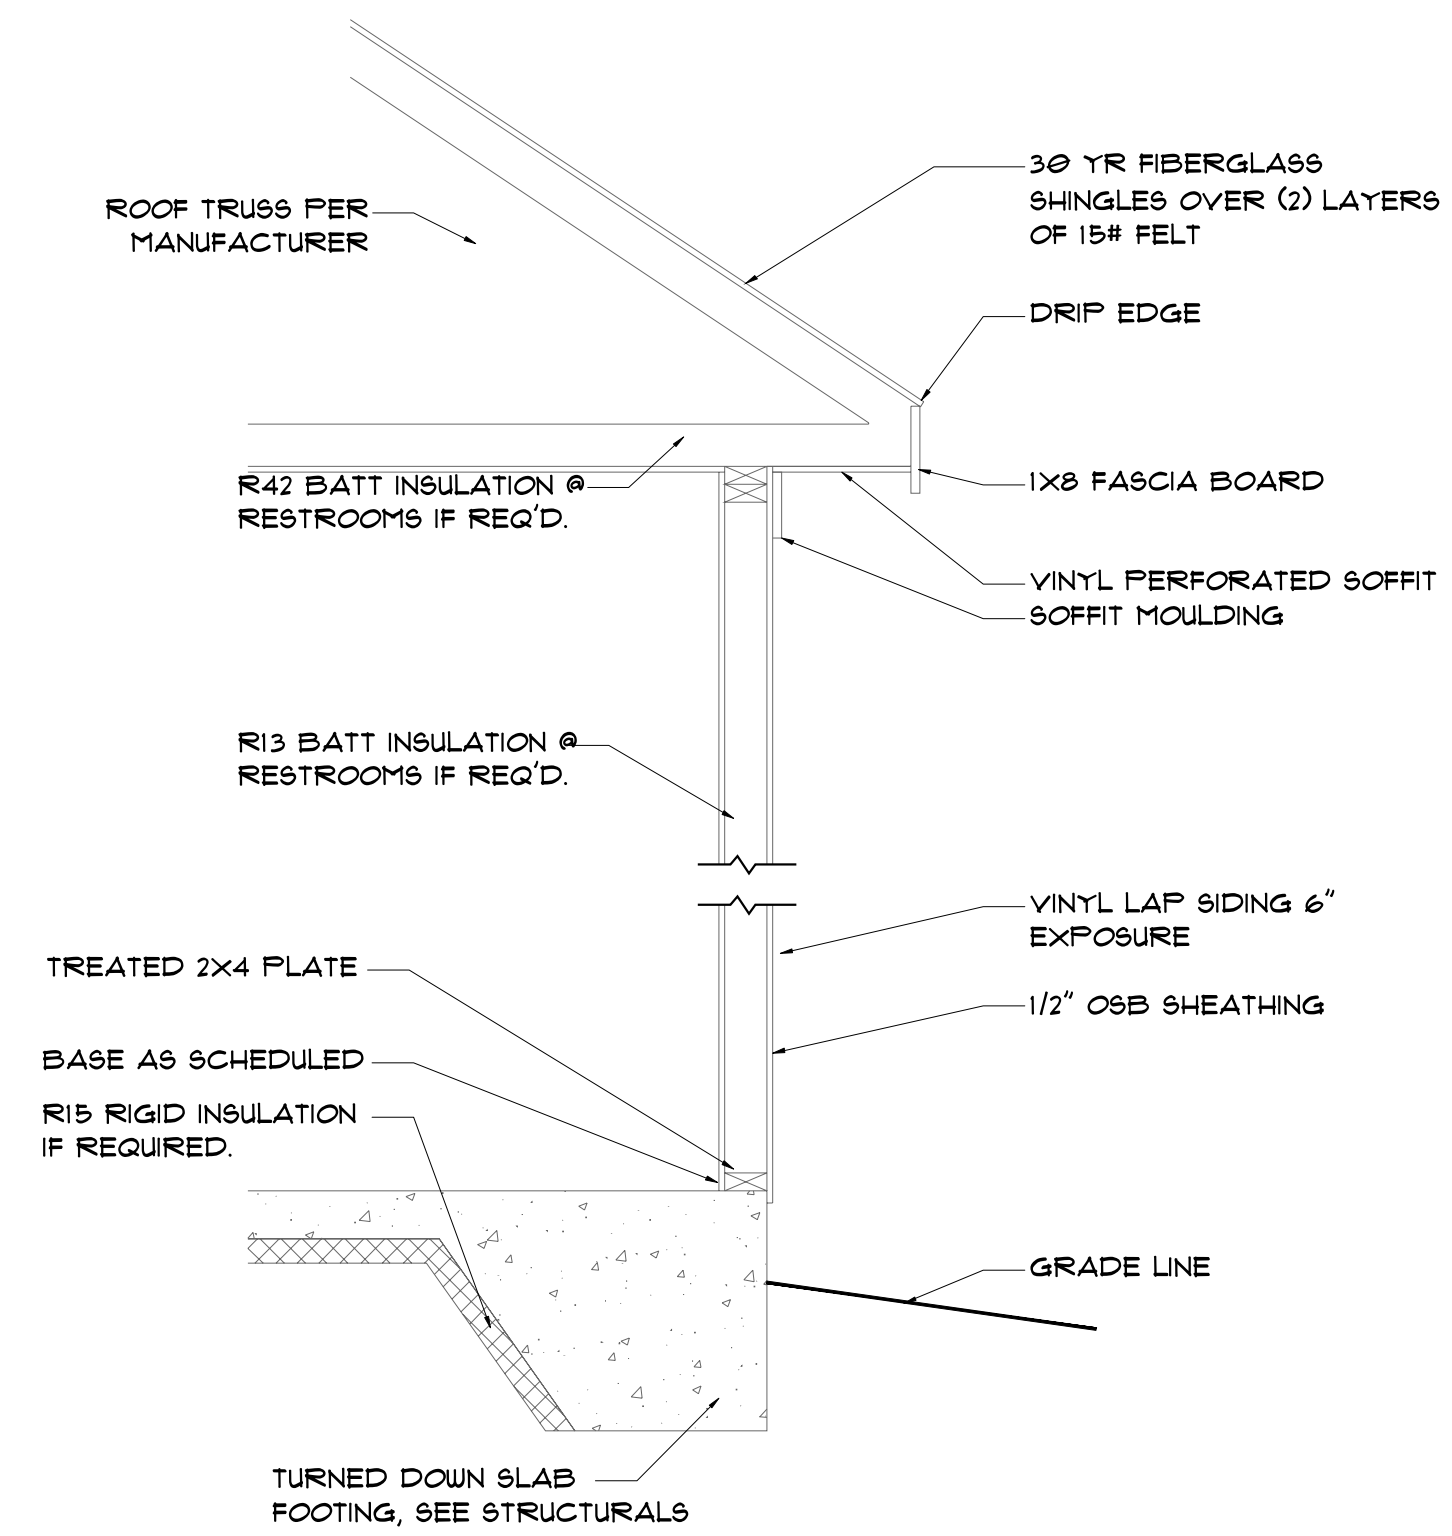 30 YR FIBERGLASS
SHINGLES OVER (2) LAYERS
OF 15# FELT
ROOF TRUSS PER
MANUFACTURER
DRIP EDGE
R42 BATT INSULATION @
RESTROOMS IF REQ'D.
1X8 FASCIA BOARD
VINYL PERFORATED SOFFIT
SOFFIT MOULDING
R13 BATT INSULATION @
RESTROOMS IF REQ'D.
VINYL LAP SIDING 6"
EXPOSURE
TREATED 2X4 PLATE
1/2" OSB SHEATHING
BASE AS SCHEDULED
R15 RIGID INSULATION
IF REQUIRED.
GRADE LINE
TURNED DOWN SLAB
FOOTING, SEE STRUCTURALS